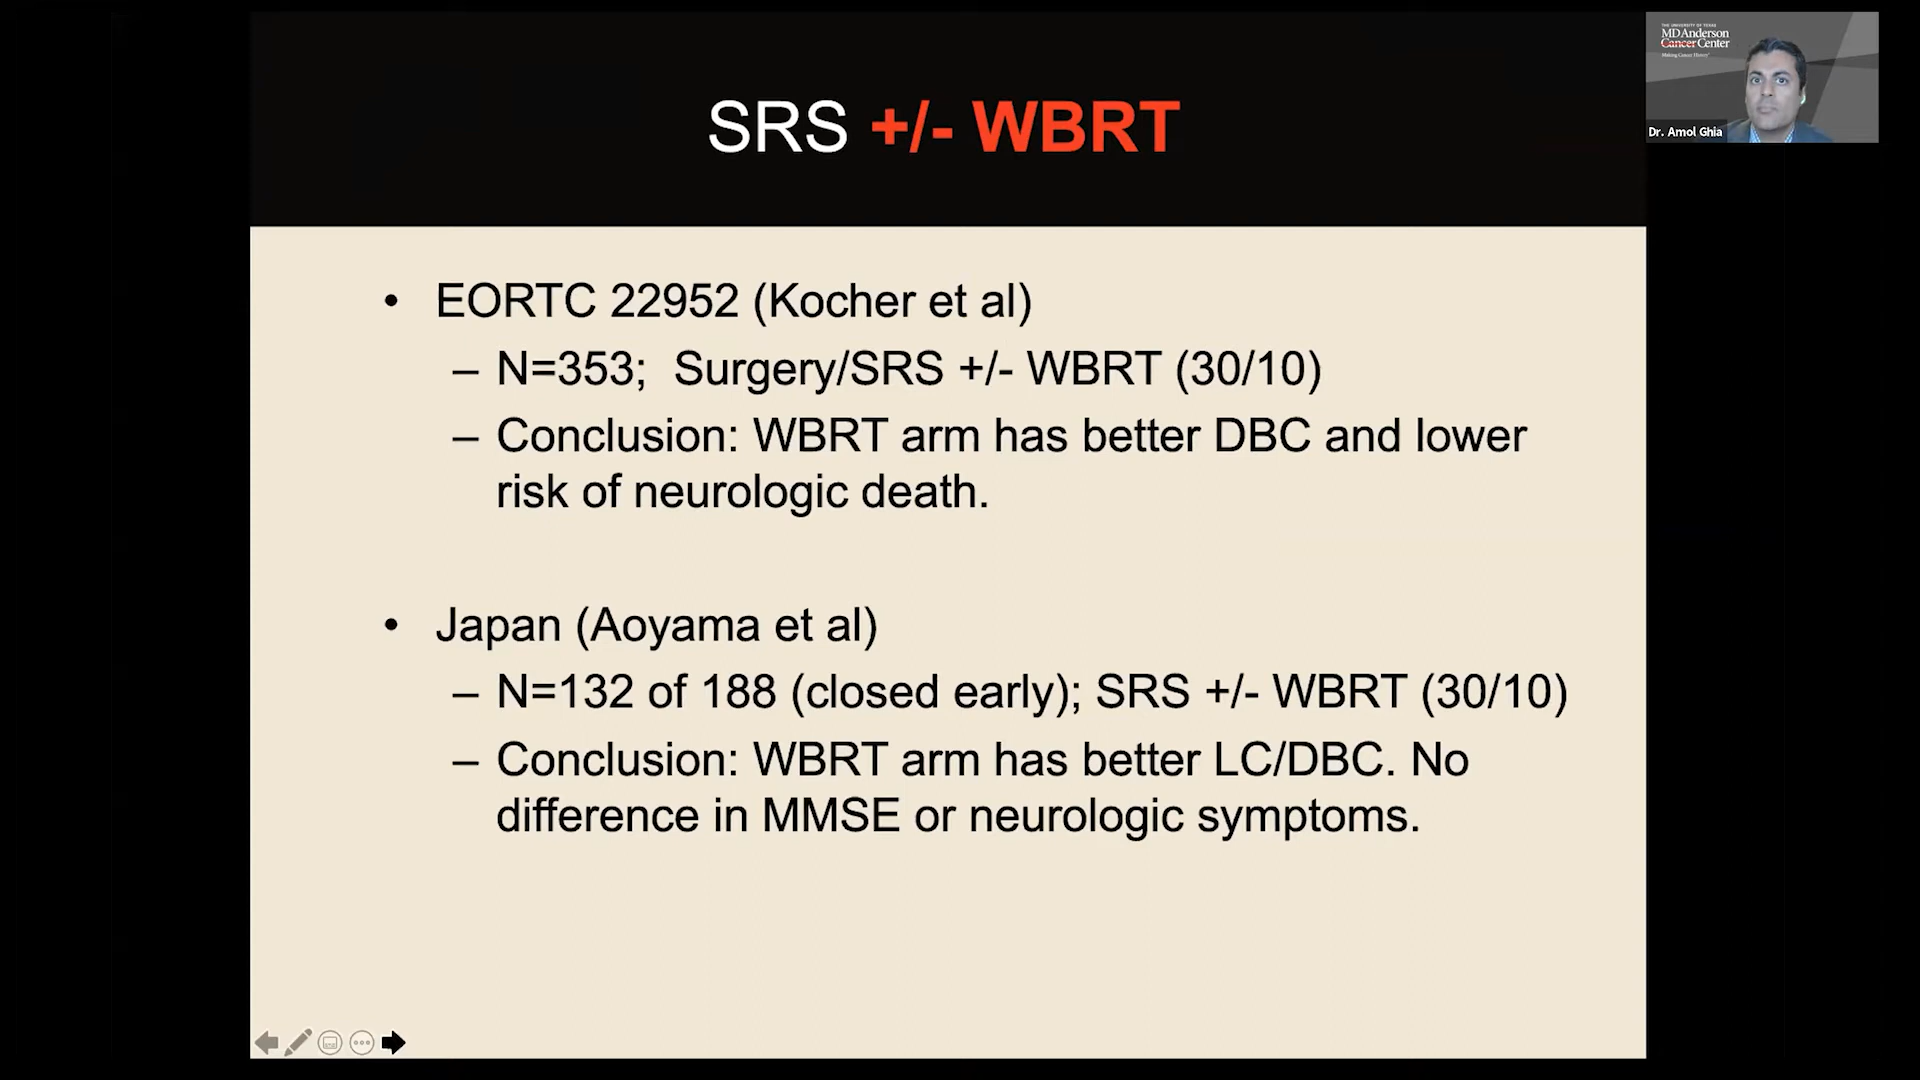 SRS +/- WBRT
• EORTC 22952 (Kocher et al)
– N=353; Surgery/SRS +/- WBRT (30/10)
– Conclusion: WBRT arm has better DBC and lower
risk of neurologic death.
• Japan (Aoyama et al)
– N=132 of 188 (closed early); SRS +/- WBRT (30/10)
– Conclusion: WBRT arm has better LC/DBC. No
difference in MMSE or neurologic symptoms.
THE UNIVERSITY OF TEXAS
MD Anderson
Cancer Center
Making Cancer History®
Dr. Amol Ghia